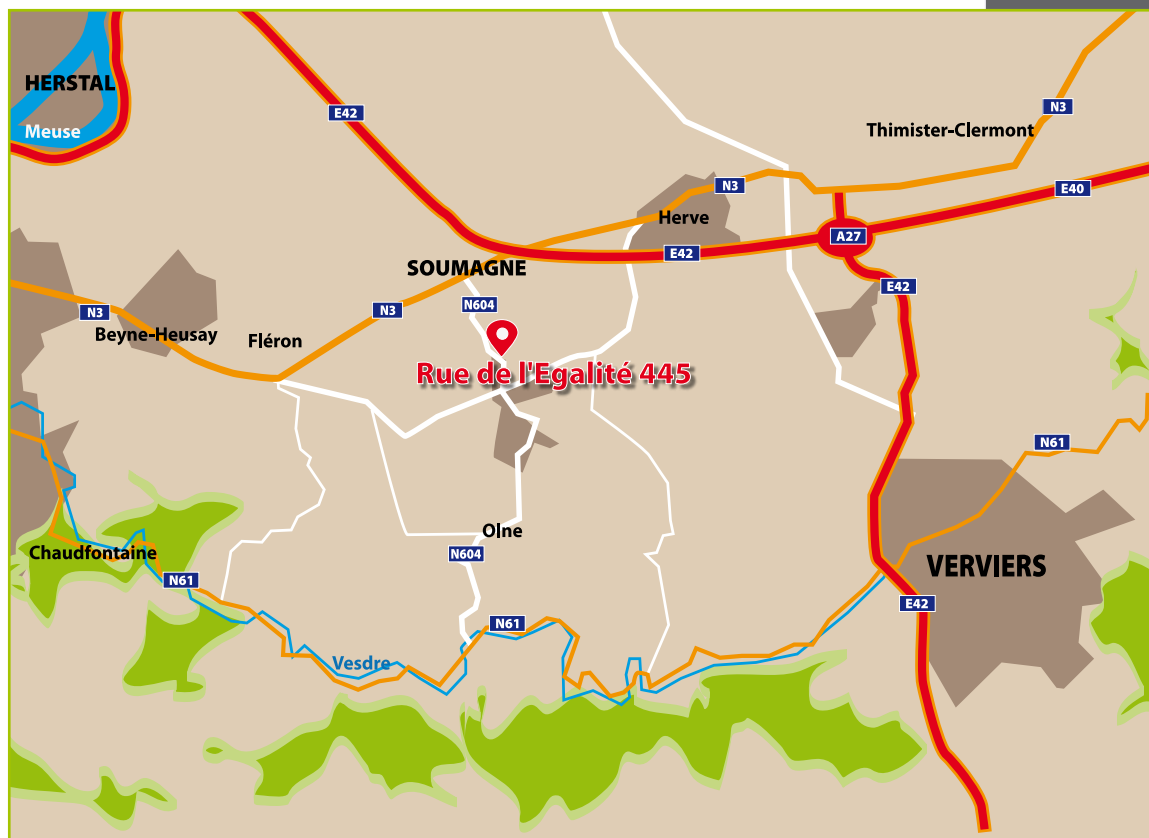 HERSTAL
Meuse
E42
N3
Thimister-Clermont
N3
E40
Herve
A27
E42
SOUMAGNE
E42
N604
N3
N3
Beyne-Heusay
Fléron
Rue de l'Egalité 445
N61
Olne
Chaudfontaine
N604
VERVIERS
N61
E42
N61
Vesdre